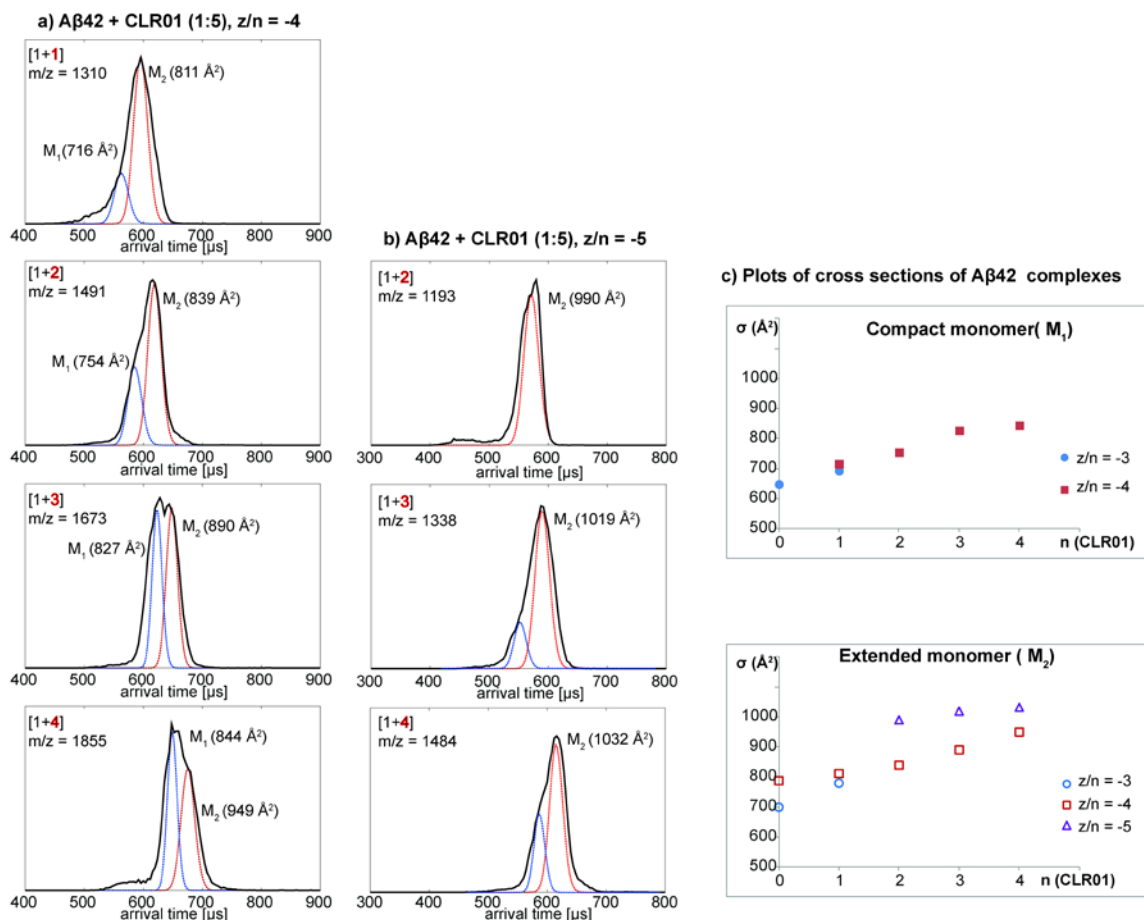 a) Aβ42 + CLR01 (1:5), z/n = -4
[1+1]
m/z = 1310
M₂ (811 Å²)
M₁(716 Å²)
400 500 600 700 800 900
arrival time [µs]
[1+2]
m/z = 1491
M₂ (839 Å²)
M₁ (754 Å²)
400 500 600 700 800 900
arrival time [µs]
[1+3]
m/z = 1673
M₂ (890 Å²)
M₁ (827 Å²)
400 500 600 700 800 900
arrival time [µs]
[1+4]
m/z = 1855
M₁ (844 Å²)
M₂ (949 Å²)
400 500 600 700 800 900
arrival time [µs]
b) Aβ42 + CLR01 (1:5), z/n = -5
[1+2]
m/z = 1193
M₂ (990 Å²)
300 400 500 600 700 800
arrival time [µs]
[1+3]
m/z = 1338
M₂ (1019 Å²)
300 400 500 600 700 800
arrival time [µs]
[1+4]
m/z = 1484
M₂ (1032 Å²)
300 400 500 600 700 800
arrival time [µs]
c) Plots of cross sections of Aβ42 complexes
σ (Å²)
Compact monomer( M₁)
1000
900
800
700
600
500
z/n = -3
z/n = -4
0 1 2 3 4 n (CLR01)
σ (Å²)
Extended monomer ( M₂)
1000
900
800
700
600
500
z/n = -3
z/n = -4
z/n = -5
0 1 2 3 4 n (CLR01)